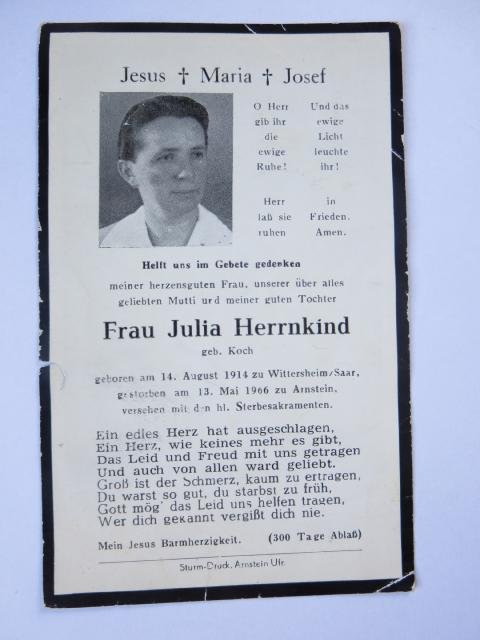 Jesus † Maria † Josef
O Herr
gib ihr
die
ewige
Ruhe!
Und das
ewige
Licht
leuchte
ihr!
Herr in
laß sie Frieden.
ruhen Amen.
Helft uns im Gebete gedenken
meiner herzensguten Frau, unserer über alles
geliebten Mutti und meiner guten Tochter
Frau Julia Herrnkind
geb. Koch
geboren am 14. August 1914 zu Wittersheim/Saar,
gestorben am 13. Mai 1966 zu Arnstein,
versehen mit den hl. Sterbesakramenten.
Ein edles Herz hat ausgeschlagen,
Ein Herz, wie keines mehr es gibt,
Das Leid und Freud mit uns getragen
Und auch von allen ward geliebt.
Groß ist der Schmerz, kaum zu ertragen,
Du warst so gut, du starbst zu früh,
Gott mög' das Leid uns helfen tragen,
Wer dich gekannt vergißt dich nie.
Mein Jesus Barmherzigkeit. (300 Tage Ablaß)
Sturm-Druck, Arnstein Ufr.